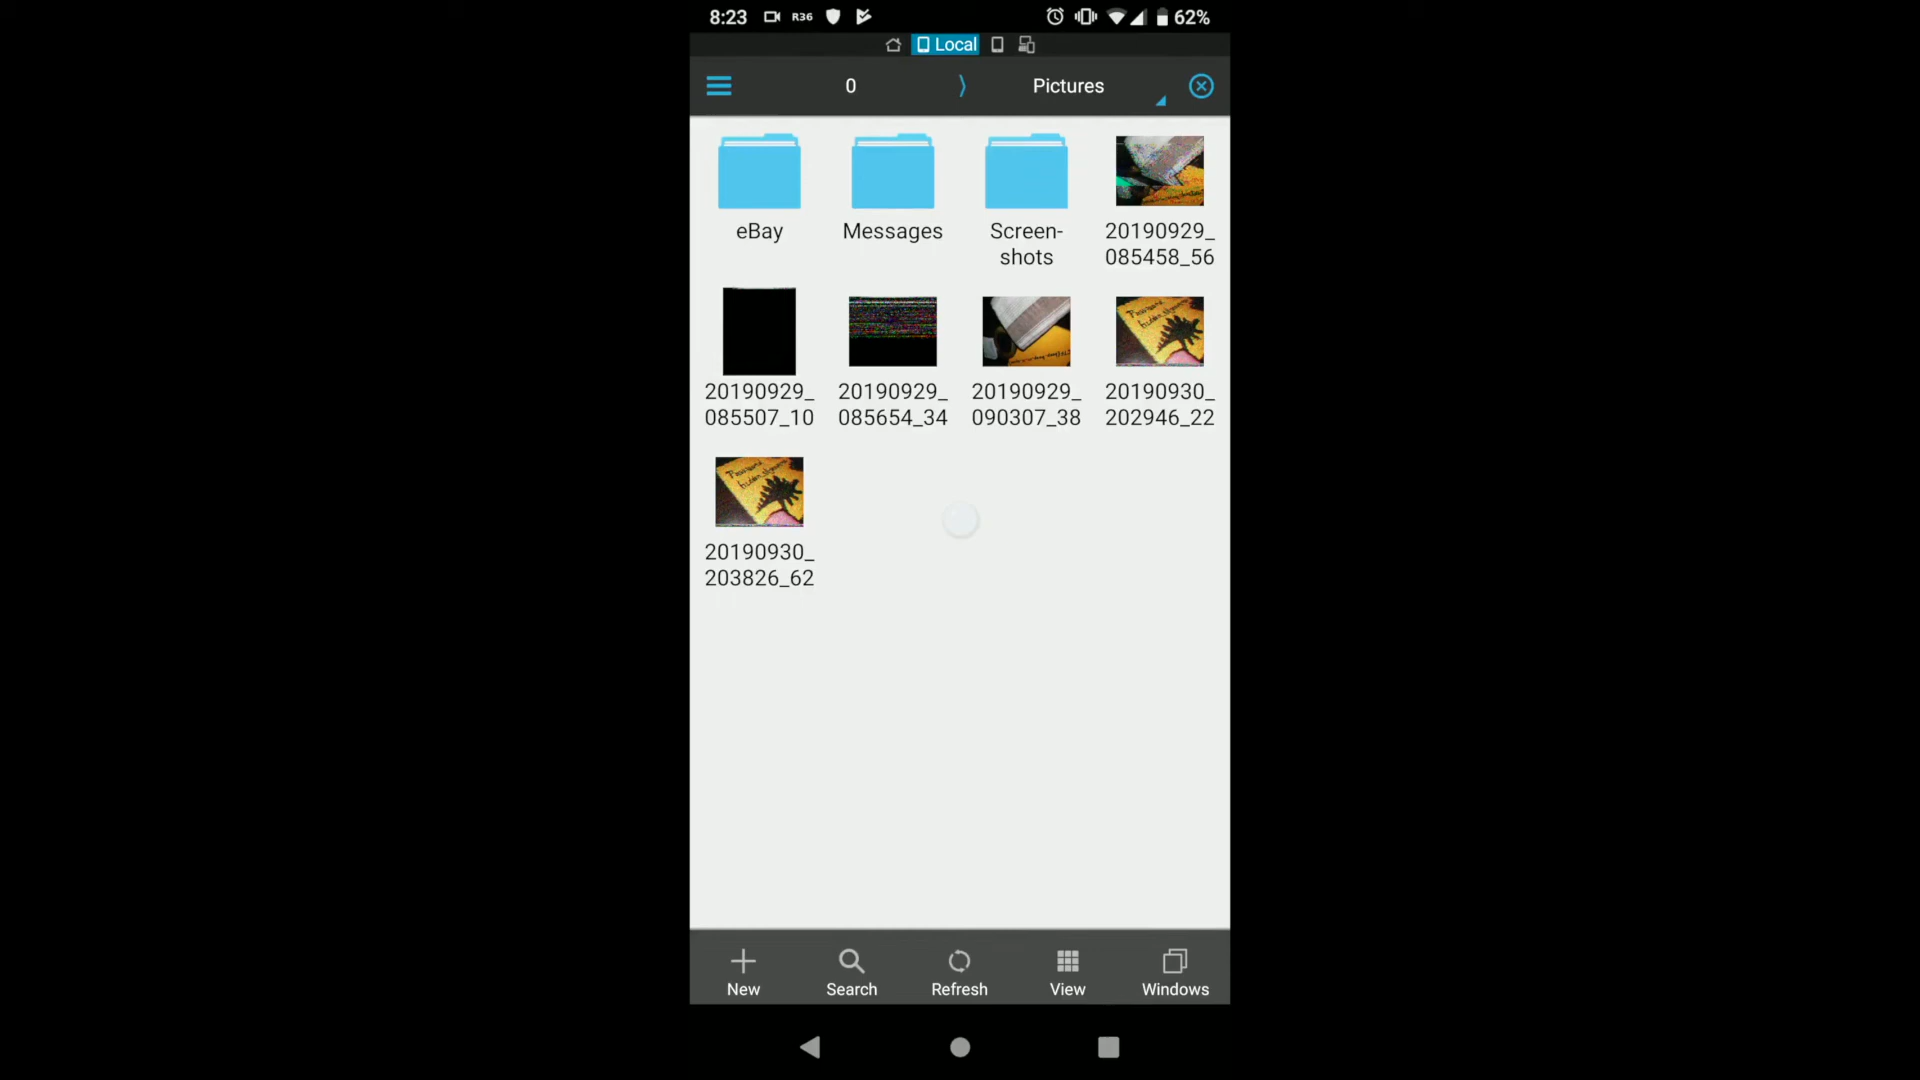 8:23 R36 62%
Local
0 Pictures
eBay
Messages
Screen-
shots
20190929_
085458_56
20190929_
085507_10
20190929_
085654_34
20190929_
090307_38
20190930_
202946_22
20190930_
203826_62
New
Search
Refresh
View
Windows